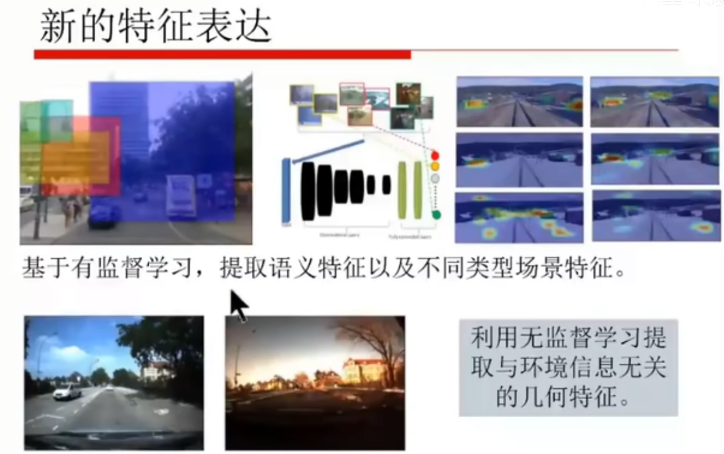 新的特征表达
基于有监督学习，提取语义特征以及不同类型场景特征。
利用无监督学习提
取与环境信息无关
的几何特征。